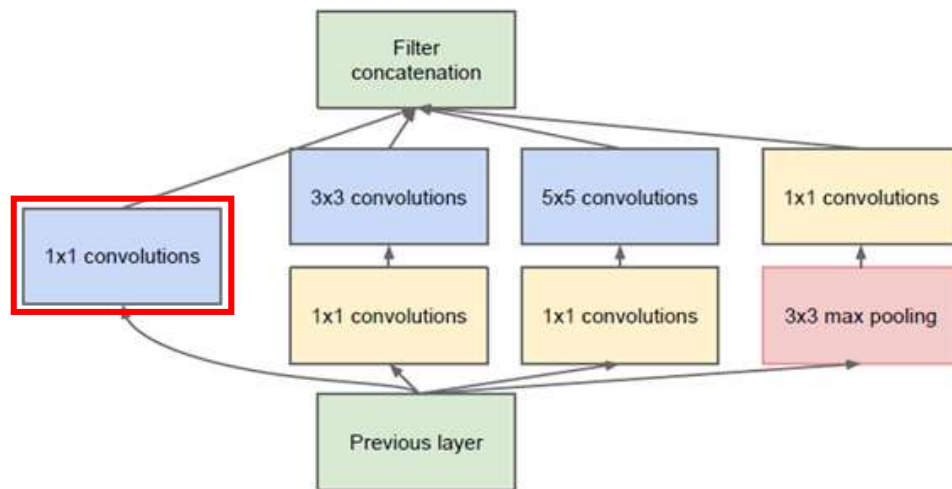 Filter
concatenation
3x3 convolutions
5x5 convolutions
1x1 convolutions
1x1 convolutions
1x1 convolutions
1x1 convolutions
3x3 max pooling
Previous layer